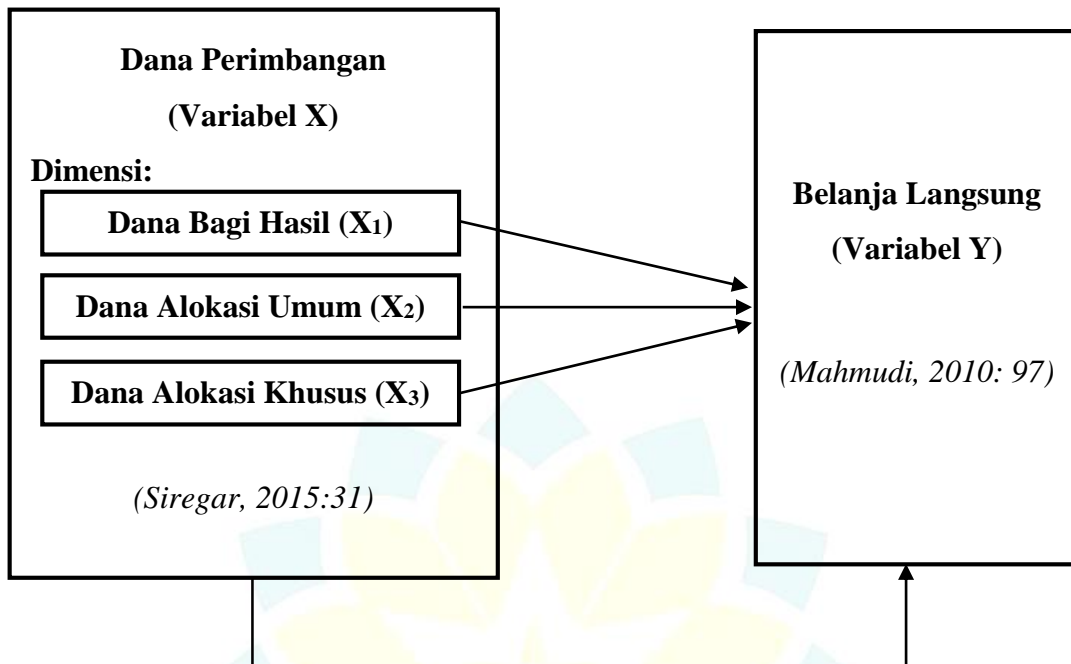 Dana Perimbangan
(Variabel X)
Dimensi:
Dana Bagi Hasil (X1)
Dana Alokasi Umum (X2)
Dana Alokasi Khusus (X3)
(Siregar, 2015:31)
Belanja Langsung
(Variabel Y)
(Mahmudi, 2010: 97)